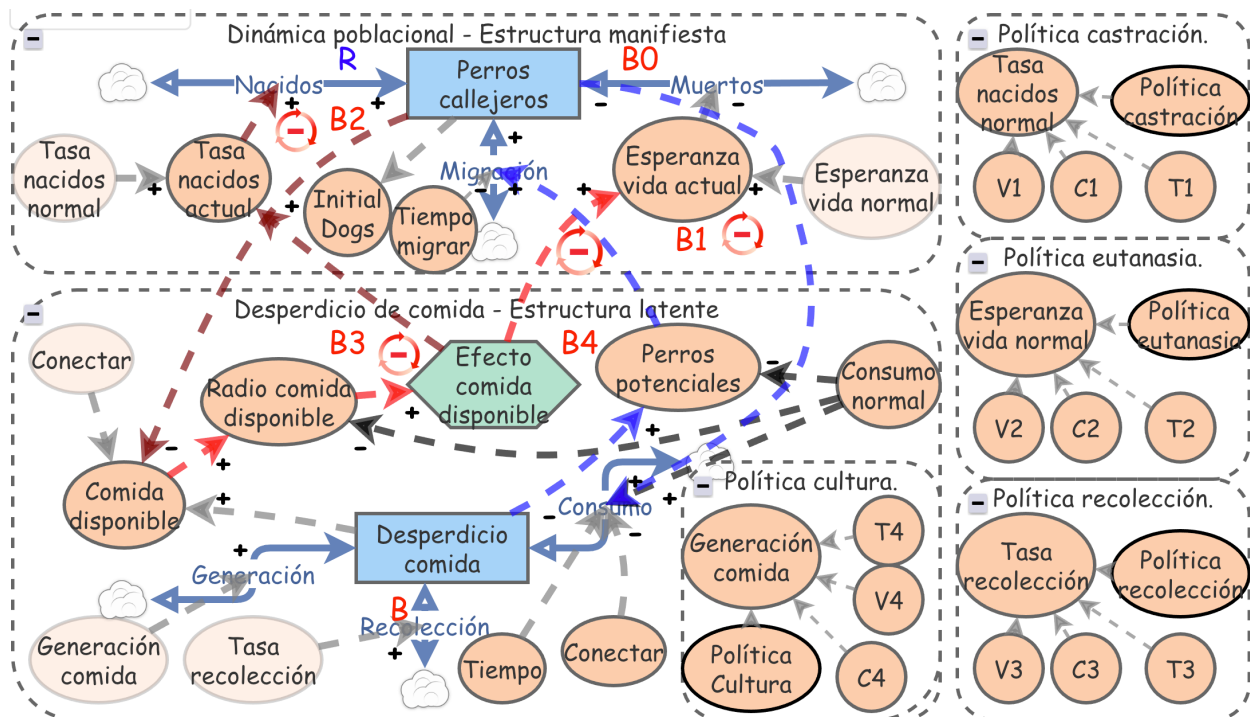 Dinámica poblacional - Estructura manifiesta
R
B0
Nacidos
Perros
callejeros
Muertos
B2
Tasa
nacidos
normal
Tasa
nacidos
actual
Initial
Dogs
Migración
Tiempo
migrar
Esperanza
vida actual
Esperanza
vida normal
B1
Desperdicio de comida - Estructura latente
Conectar
B3
B4
Radio comida
disponible
Efecto
comida
disponible
Perros
potenciales
Consumo
normal
Comida
disponible
Desperdicio
comida
Consumo
Generación
B
Recolección
Generación
comida
Tasa
recolección
Tiempo
Conectar
Política cultura.
Generación
comida
T4
V4
C4
Política
Cultura
Política castración.
Tasa
nacidos
normal
Política
castración
V1
C1
T1
Política eutanasia.
Esperanza
vida normal
Política
eutanasia
V2
C2
T2
Política recolección.
Tasa
recolección
Política
recolección
V3
C3
T3